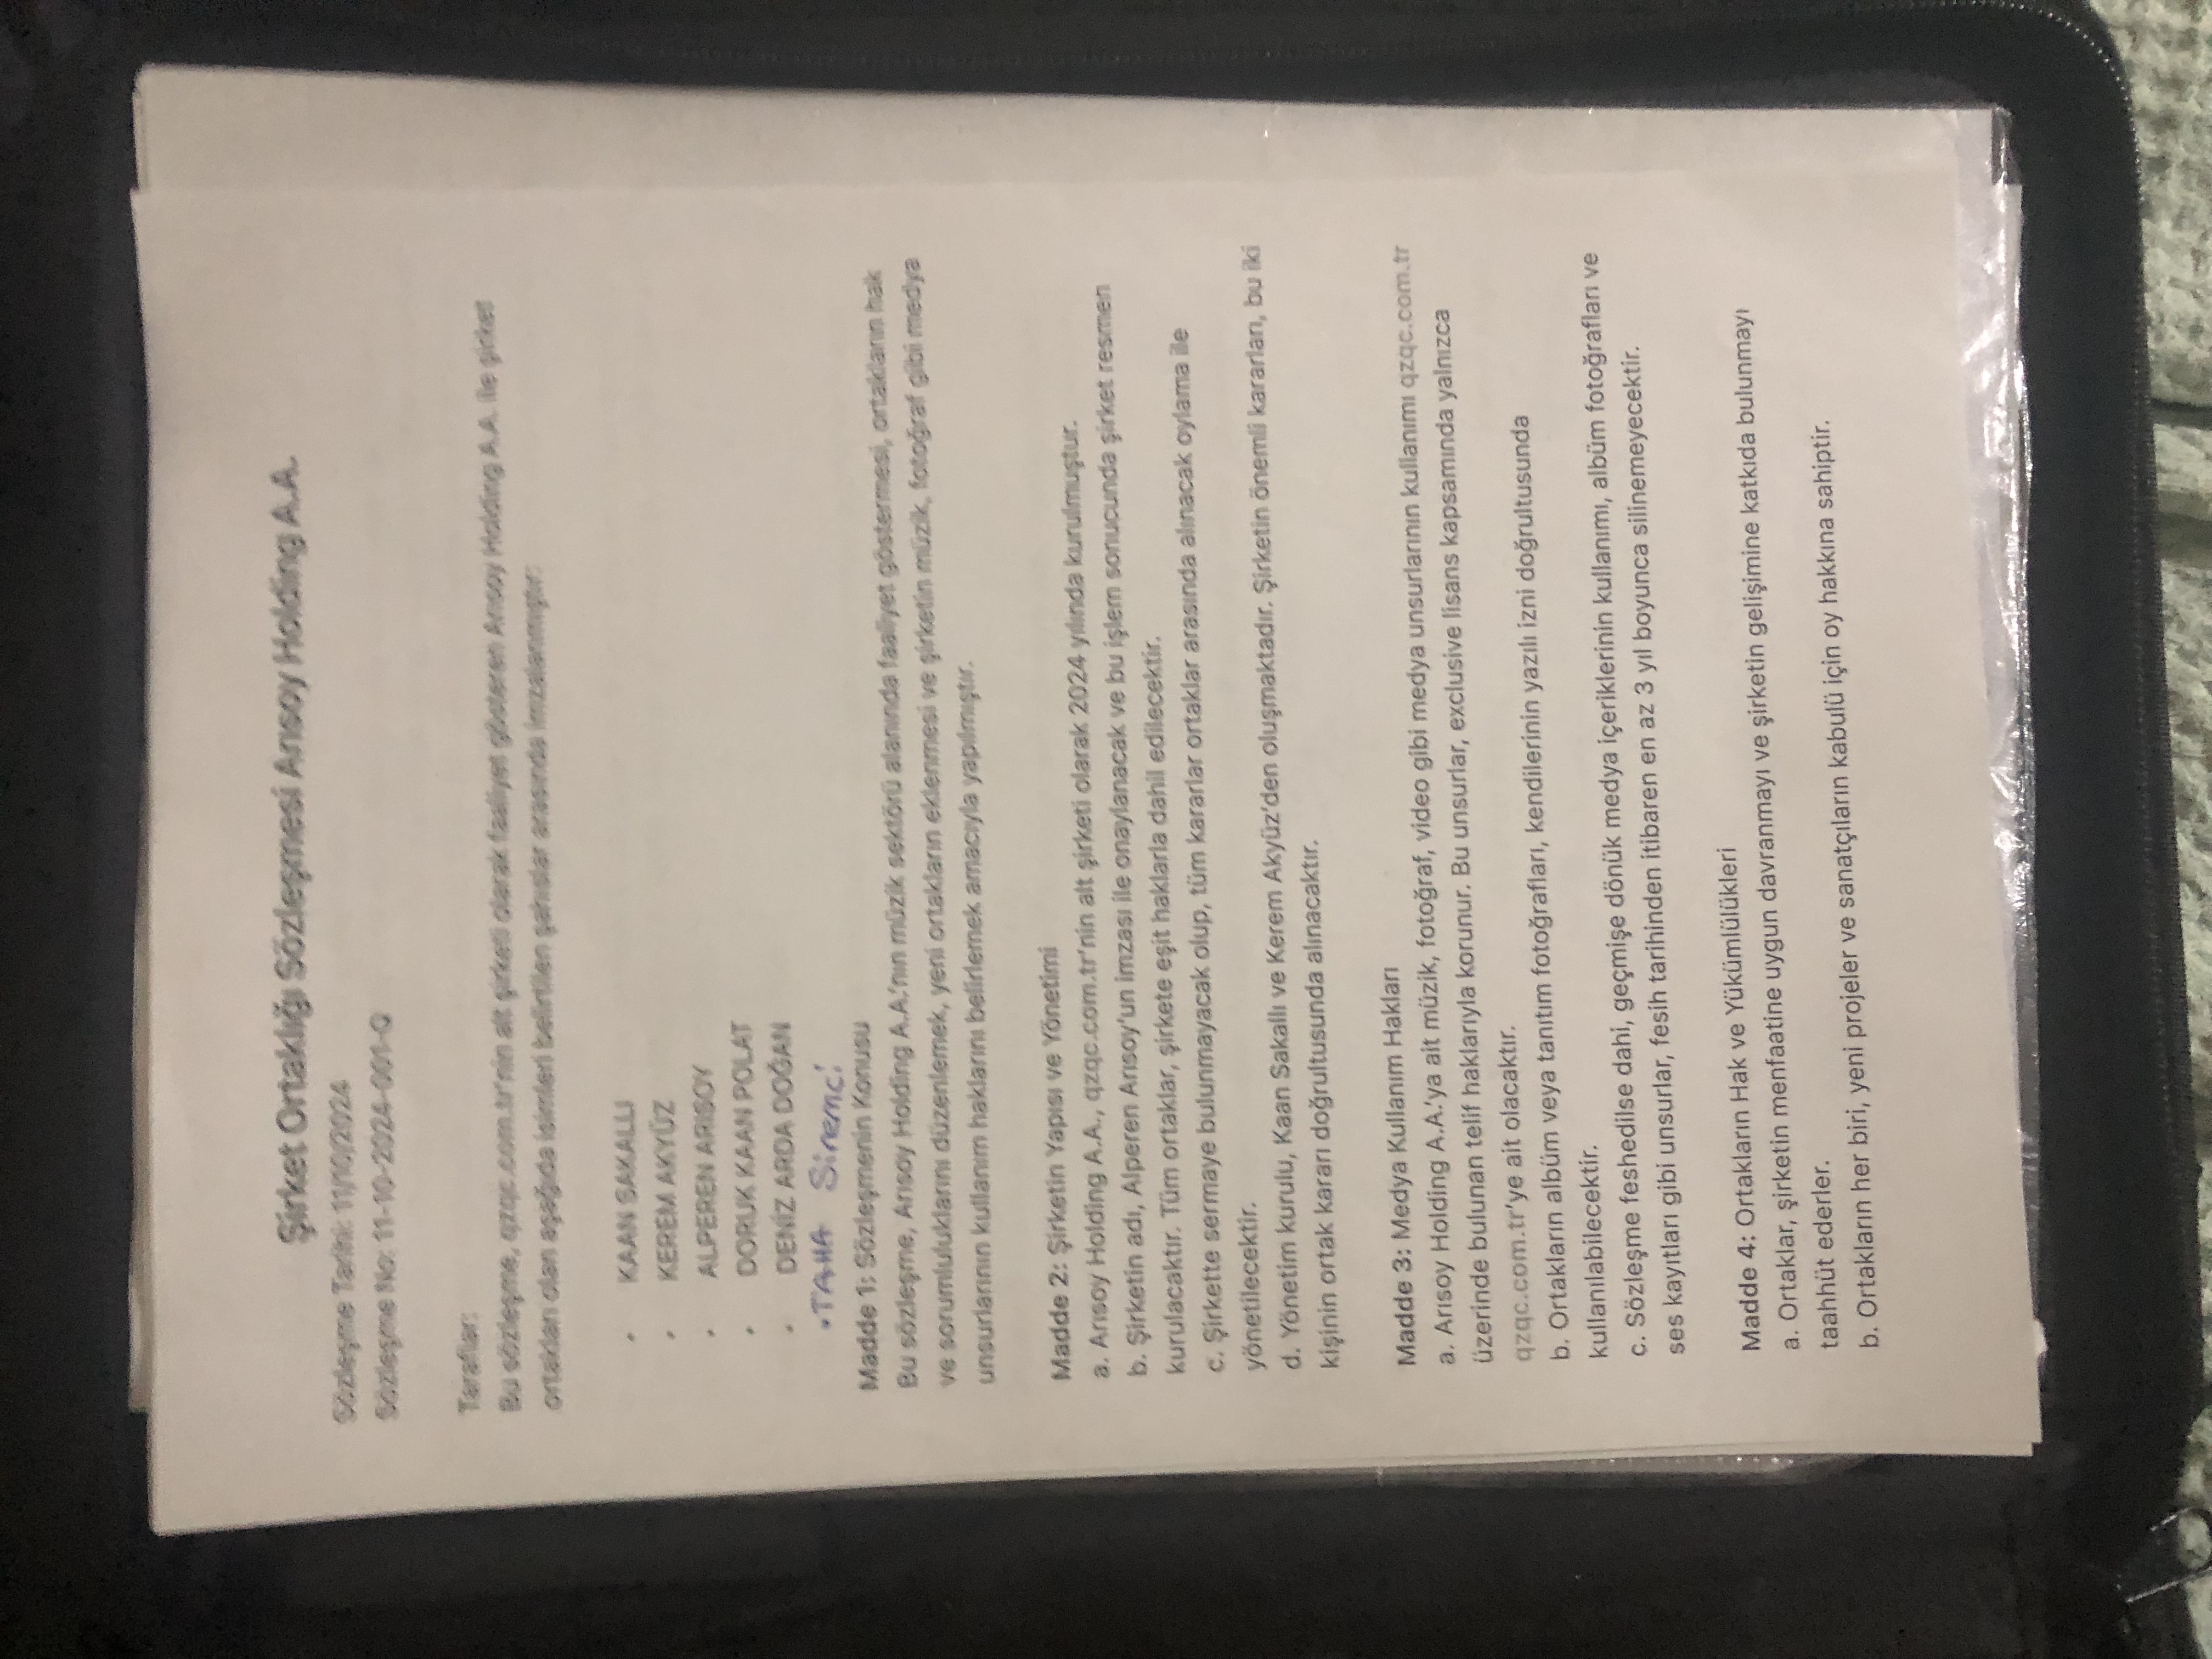 Şirket Ortaklığı Sözleşmesi Arısoy Holding A.A.
Sözleşme Tarihi: 11/10/2024
Sözleşme No: 11-10-2024-001-Q
Taraflar:
Bu sözleşme, qzqc.com.tr'nin alt şirketi olarak faaliyet gösteren Arısoy Holding A.A. ile şirket
ortakları olan aşağıda isimleri belirtilen şahıslar arasında imzalanmıştır:
• KAAN SAKALLI
• KEREM AKYÜZ
• ALPEREN ARISOY
• DORUK KAAN POLAT
• DENİZ ARDA DOĞAN
• TAHA
Madde 1: Sözleşmenin Konusu
Bu sözleşme, Arısoy Holding A.A.'nın müzik sektörü alanında faaliyet göstermesi, ortakların hak
ve sorumluluklarını düzenlemek, yeni ortakların eklenmesi ve şirketin müzik, fotoğraf gibi medya
unsurlarının kullanım haklarını belirlemek amacıyla yapılmıştır.
Madde 2: Şirketin Yapısı ve Yönetimi
a. Arısoy Holding A.A., qzqc.com.tr'nin alt şirketi olarak 2024 yılında kurulmuştur.
b. Şirketin adı, Alperen Arısoy'un imzası ile onaylanacak ve bu işlem sonucunda şirket resmen
kurulacaktır. Tüm ortaklar, şirkete eşit haklarla dahil edilecektir.
c. Şirkette sermaye bulunmayacak olup, tüm kararlar ortaklar arasında alınacak oylama ile
yönetilecektir.
d. Yönetim kurulu, Kaan Sakallı ve Kerem Akyüz'den oluşmaktadır. Şirketin önemli kararları, bu iki
kişinin ortak kararı doğrultusunda alınacaktır.
Madde 3: Medya Kullanım Hakları
a. Arısoy Holding A.A.'ya ait müzik, fotoğraf, video gibi medya unsurlarının kullanımı qzqc.com.tr
üzerinde bulunan telif haklarıyla korunur. Bu unsurlar, exclusive lisans kapsamında yalnızca
qzqc.com.tr'ye ait olacaktır.
b. Ortakların albüm veya tanıtım fotoğrafları, kendilerinin yazılı izni doğrultusunda
kullanılabilecektir.
c. Sözleşme feshedilse dahi, geçmişe dönük medya içeriklerinin kullanımı, albüm fotoğrafları ve
ses kayıtları gibi unsurlar, fesih tarihinden itibaren en az 3 yıl boyunca silinemeyecektir.
Madde 4: Ortakların Hak ve Yükümlülükleri
a. Ortaklar, şirketin menfaatine uygun davranmayı ve şirketin gelişimine katkıda bulunmayı
taahhüt ederler.
b. Ortakların her biri, yeni projeler ve sanatçıların kabulü için oy hakkına sahiptir.